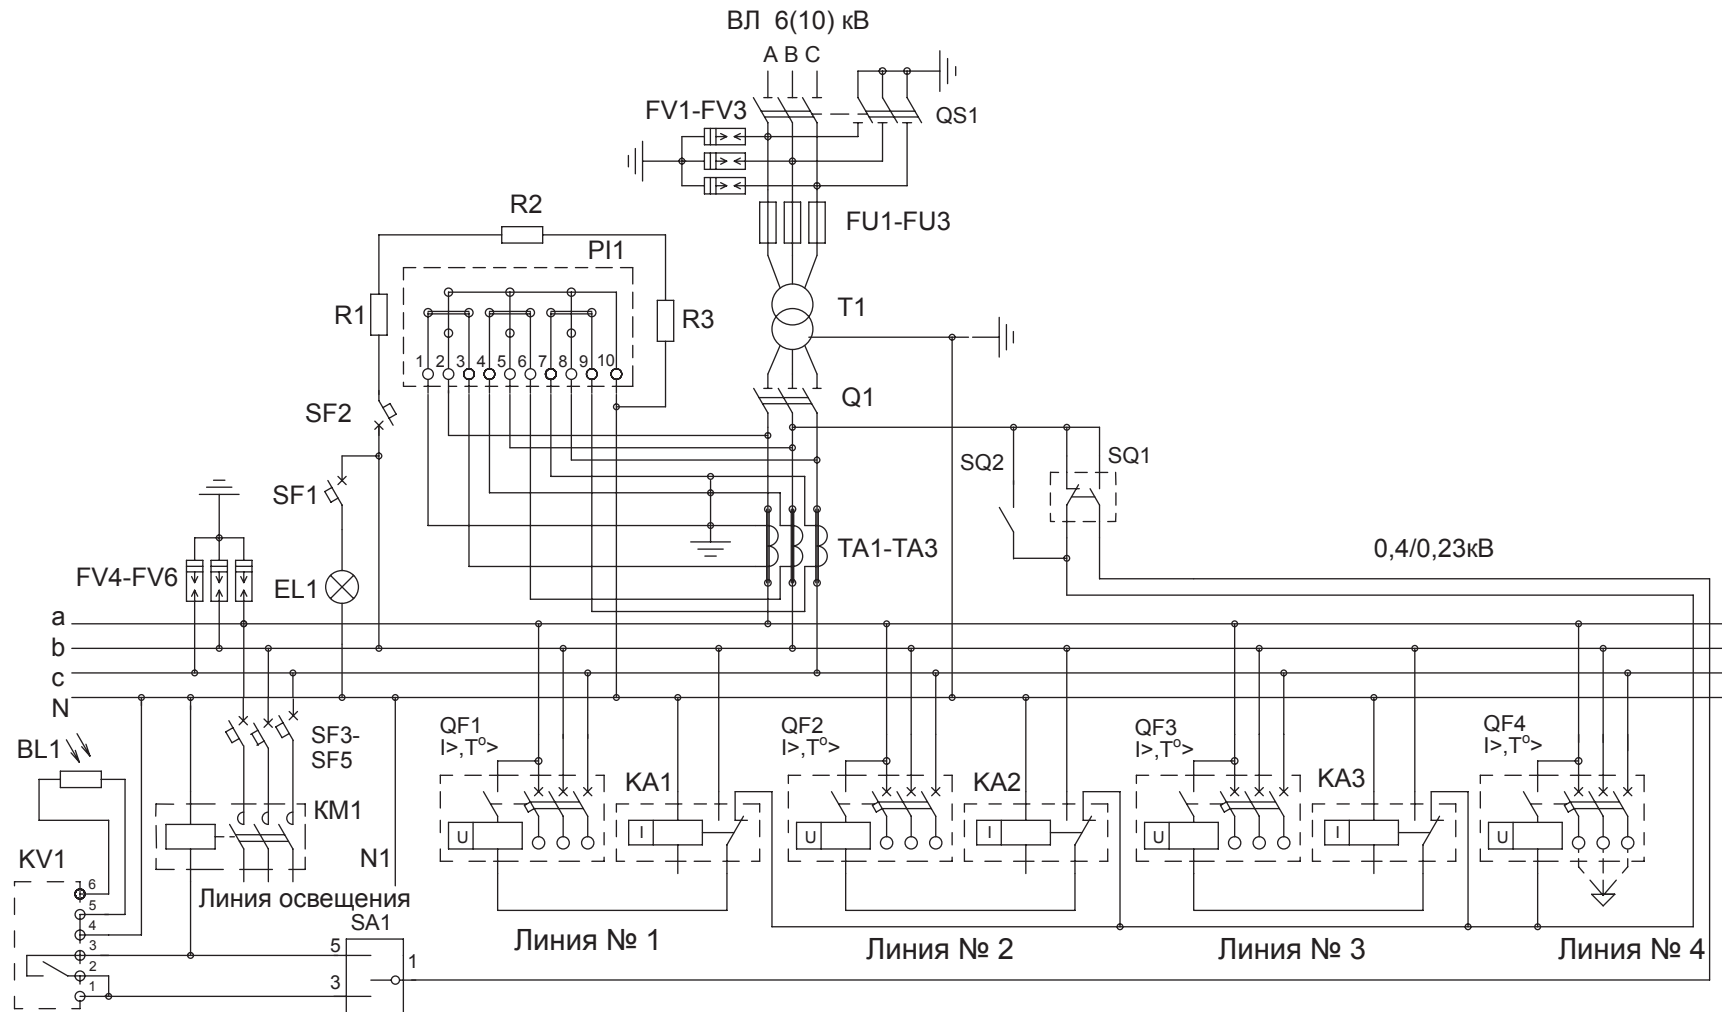 ВЛ 6(10) кВ
A B C
FV1-FV3
QS1
R2
FU1-FU3
PI1
R1
R3
T1
1 2 3 4 5 6 7 8 9 10
SF2
Q1
SQ2
SQ1
SF1
TA1-TA3
0,4/0,23кВ
FV4-FV6
EL1
a
b
c
N
BL1
SF3-
SF5
QF1
I>,T°>
KA1
QF2
I>,T°>
KA2
QF3
I>,T°>
KA3
QF4
I>,T°>
KM1
U
I
U
I
U
I
U
KV1
N1
6
5
4
3
2
1
Линия освещения
SA1
5
3
1
Линия № 1
Линия № 2
Линия № 3
Линия № 4